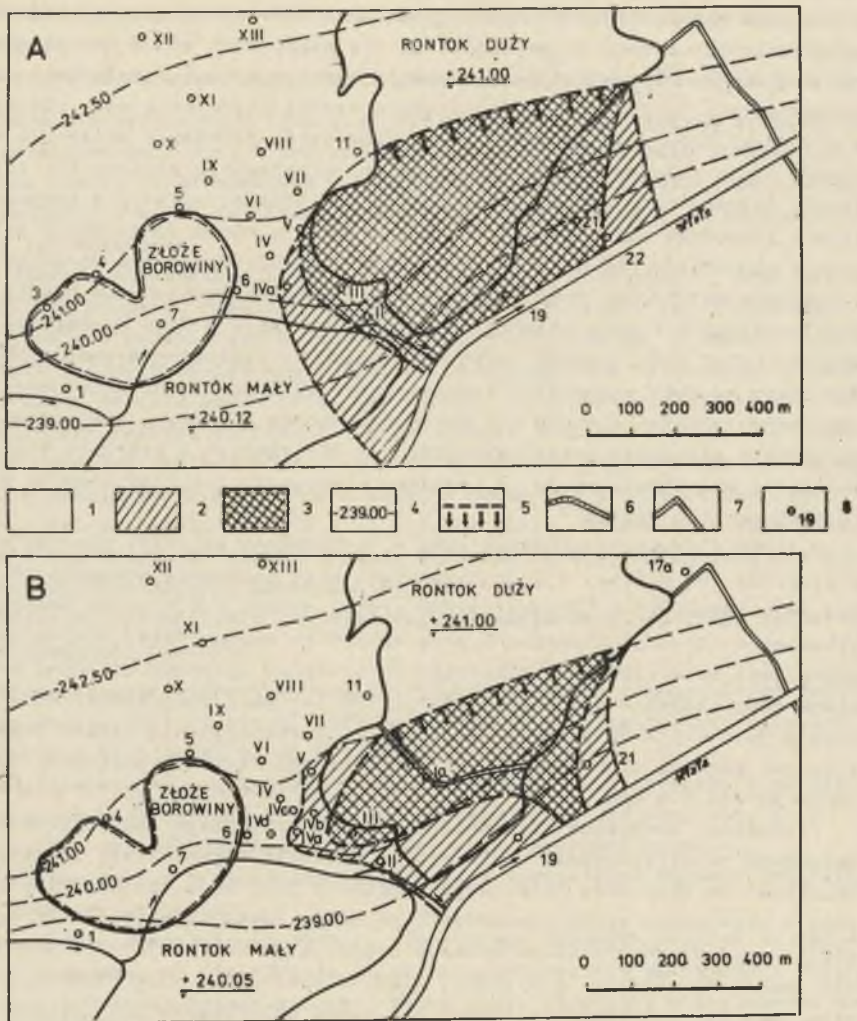 A
XII
XIII
RONTOK DUŻY
241.00
242.50
XI
X
VIII
11
IX
VII
5
VI
V
ZŁOŻE
BOROWINY
IV
4
3
6
IVa
III
II
21
22
Wisła
241.00
240.00
7
19
1
RONTOK MAŁY
240.12
239.00
0 100 200 300 400 m
1 2 3 -239.00- 4 5 6 7 19 8
B
XII
XIII
17a
RONTOK DUŻY
241.00
XI
242.50
X
VIII
11
IX
VII
5
VI
V
Ia
21
Wisła
ZŁOŻE
BOROWINY
IV
IVc
IVb
III
4
IVd
6
IVa
II
241.00
240.00
7
19
239.00
1
RONTOK MAŁY
240.05
0 100 200 300 400 m